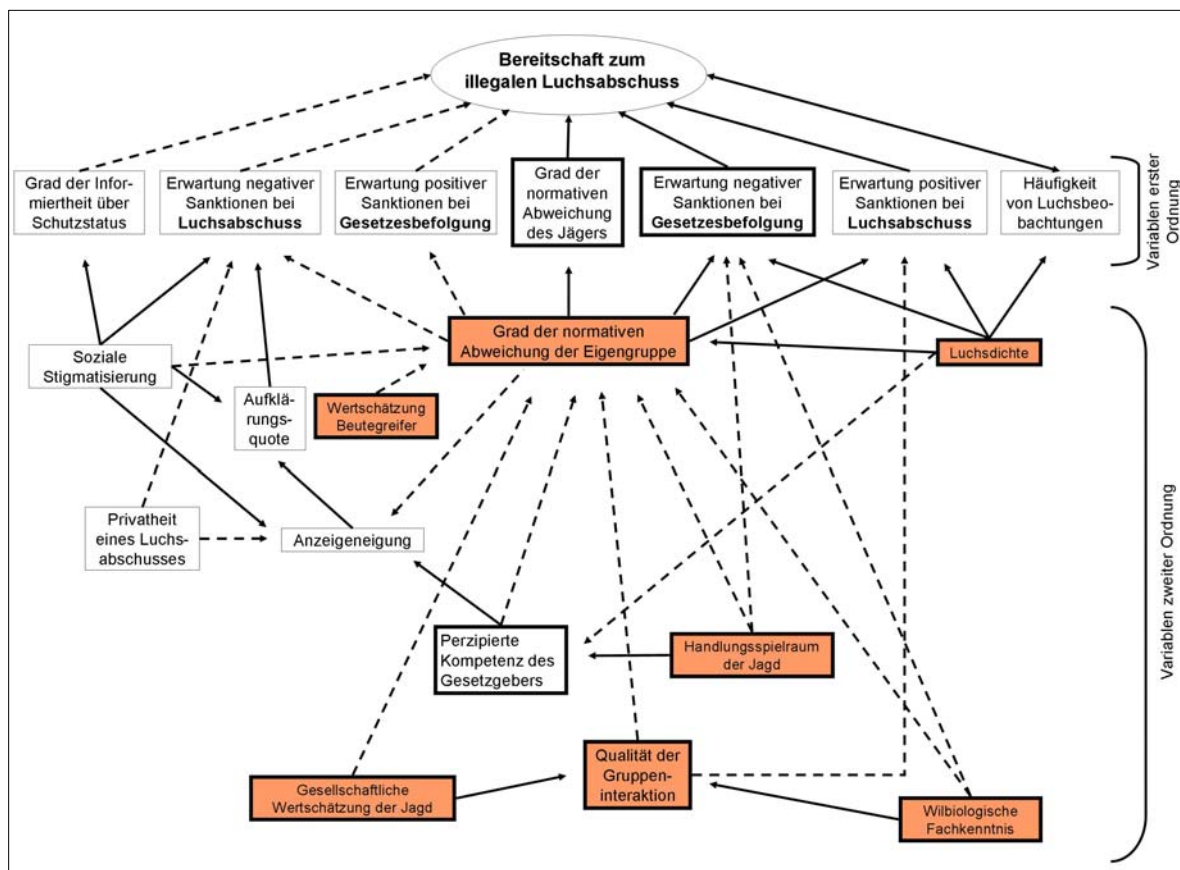 Bereitschaft zum
illegalen Luchsabschuss
Grad der Infor-
miertheit über
Schutzstatus
Erwartung negativer
Sanktionen bei
Luchsabschuss
Erwartung positiver
Sanktionen bei
Gesetzesbefolgung
Grad der
normativen
Abweichung
des Jägers
Erwartung negativer
Sanktionen bei
Gesetzesbefolgung
Erwartung positiver
Sanktionen bei
Luchsabschuss
Häufigkeit
von Luchsbeo-
bachtungen
Variablen erster
Ordnung
Grad der normativen
Abweichung der Eigengruppe
Luchsdichte
Soziale
Stigmatisierung
Aufklä-
rungs-
quote
Wertschätzung
Beutegreifer
Privatheit
eines Luchs-
abschusses
Anzeigeneigung
Perzipierte
Kompetenz des
Gesetzgebers
Handlungsspielraum
der Jagd
Variablen zweiter Ordnung
Gesellschaftliche
Wertschätzung der Jagd
Qualität der
Gruppen-
interaktion
Wilbiologische
Fachkenntnis